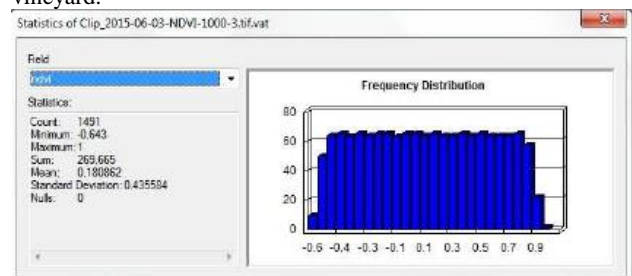 vineyard.
Statistics of Clip_2015-06-03-NDVI-1000-3.tif.vat
Field
ndvi
Statistics:
Count: 1491
Minimum: -0,643
Maximum: 1
Sum: 269,665
Mean: 0,180862
Standard Deviation: 0,435584
Nulls: 0
Frequency Distribution
80
60
40
20
0
-0.6 -0.4 -0.3 -0.1 0.1 0.3 0.5 0.7 0.9